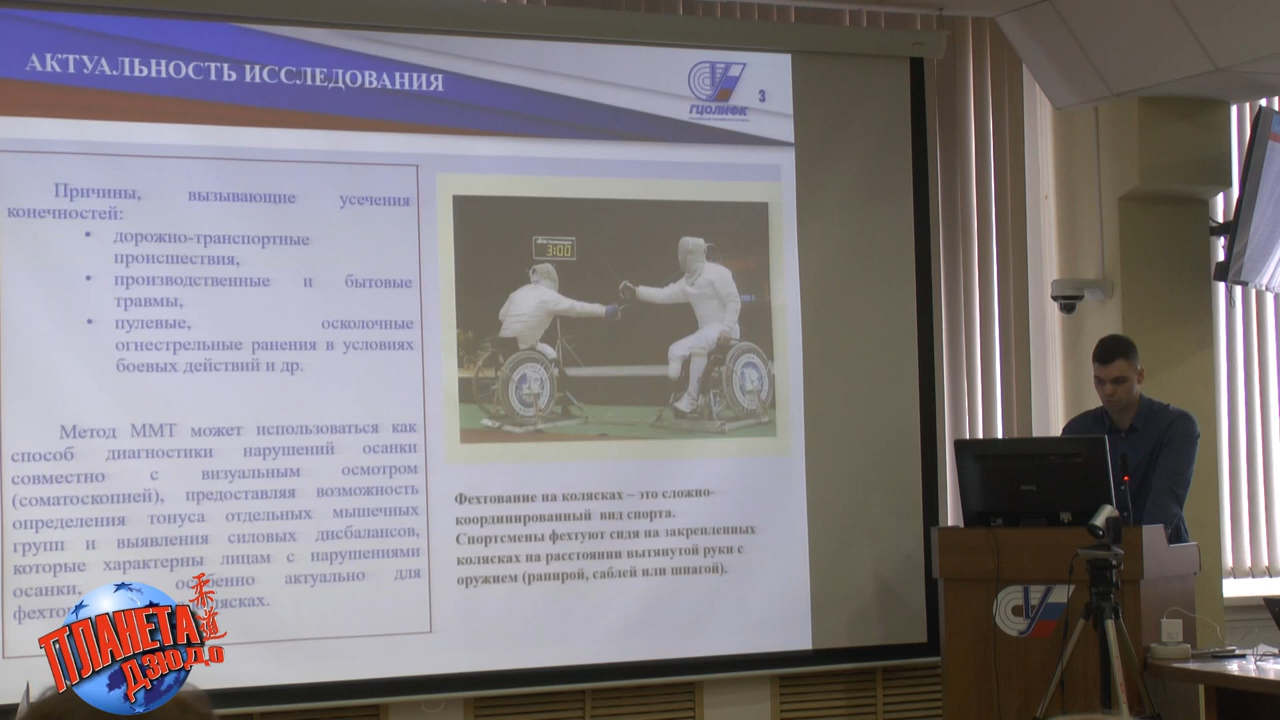 АКТУАЛЬНОСТЬ ИССЛЕДОВАНИЯ
ГЦОЛИФК
3
Причины, вызывающие усечения
конечностей:
• дорожно-транспортные
происшествия,
• производственные и бытовые
травмы,
• пулевые, осколочные
огнестрельные ранения в условиях
боевых действий и др.
Метод ММТ может использоваться как
способ диагностики нарушений осанки
совместно с визуальным осмотром
(соматоскопией), предоставляя возможность
определения тонуса отдельных мышечных
групп и выявления силовых дисбалансов,
которые характерны лицам с нарушениями
осанки, актуально для
3:00
Фехтование на колясках – это сложно-
координированный вид спорта.
Спортсмены фехтуют сидя на закрепленных
колясках на расстоянии вытянутой руки с
оружием (рапирой, саблей или шпагой).
ПЛАНЕТА
ДЗЮДО
柔道